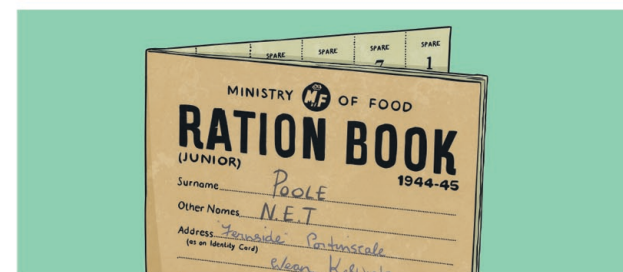 SPARE SPARE SPARE SPARE
7 1
MINISTRY MF OF FOOD
RATION BOOK
(JUNIOR)
1944-45
Surname POOLE
Other Names N.E.T
Address "Fernside" Portinscale
(as on Identity Card)